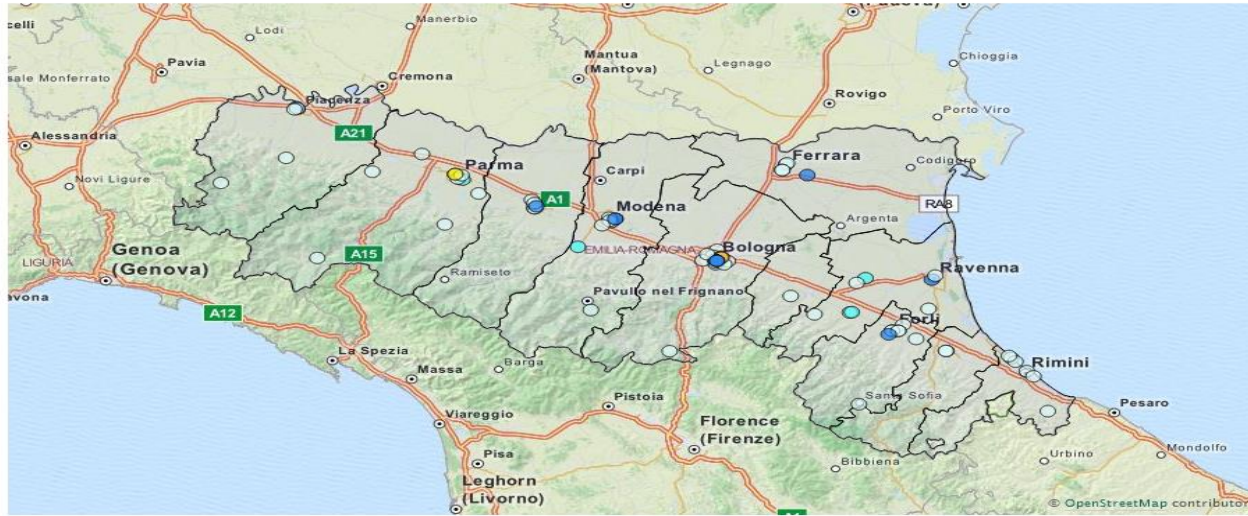 Lodi
Manerbio
Pavia
Cremona
Mantua
(Mantova)
Legnago
Chioggia
sale Monferrato
Rovigo
Porto Viro
Piacenza
Alessandria
A21
Parma
Ferrara
Codigoro
Novi Ligure
Carpi
A1
RA8
Modena
Argenta
Genoa
(Genova)
LIGURIA
A15
EMILIA-ROMAGNA
Bologna
Ravenna
Ramiseto
Pavullo nel Frignano
avona
A12
Forlì
La Spezia
Barga
Rimini
Massa
Santa Sofia
Pistoia
Pesaro
Viareggio
Florence
(Firenze)
Pisa
Bibbiena
Urbino
Mondolfo
Leghorn
(Livorno)
© OpenStreetMap contributor